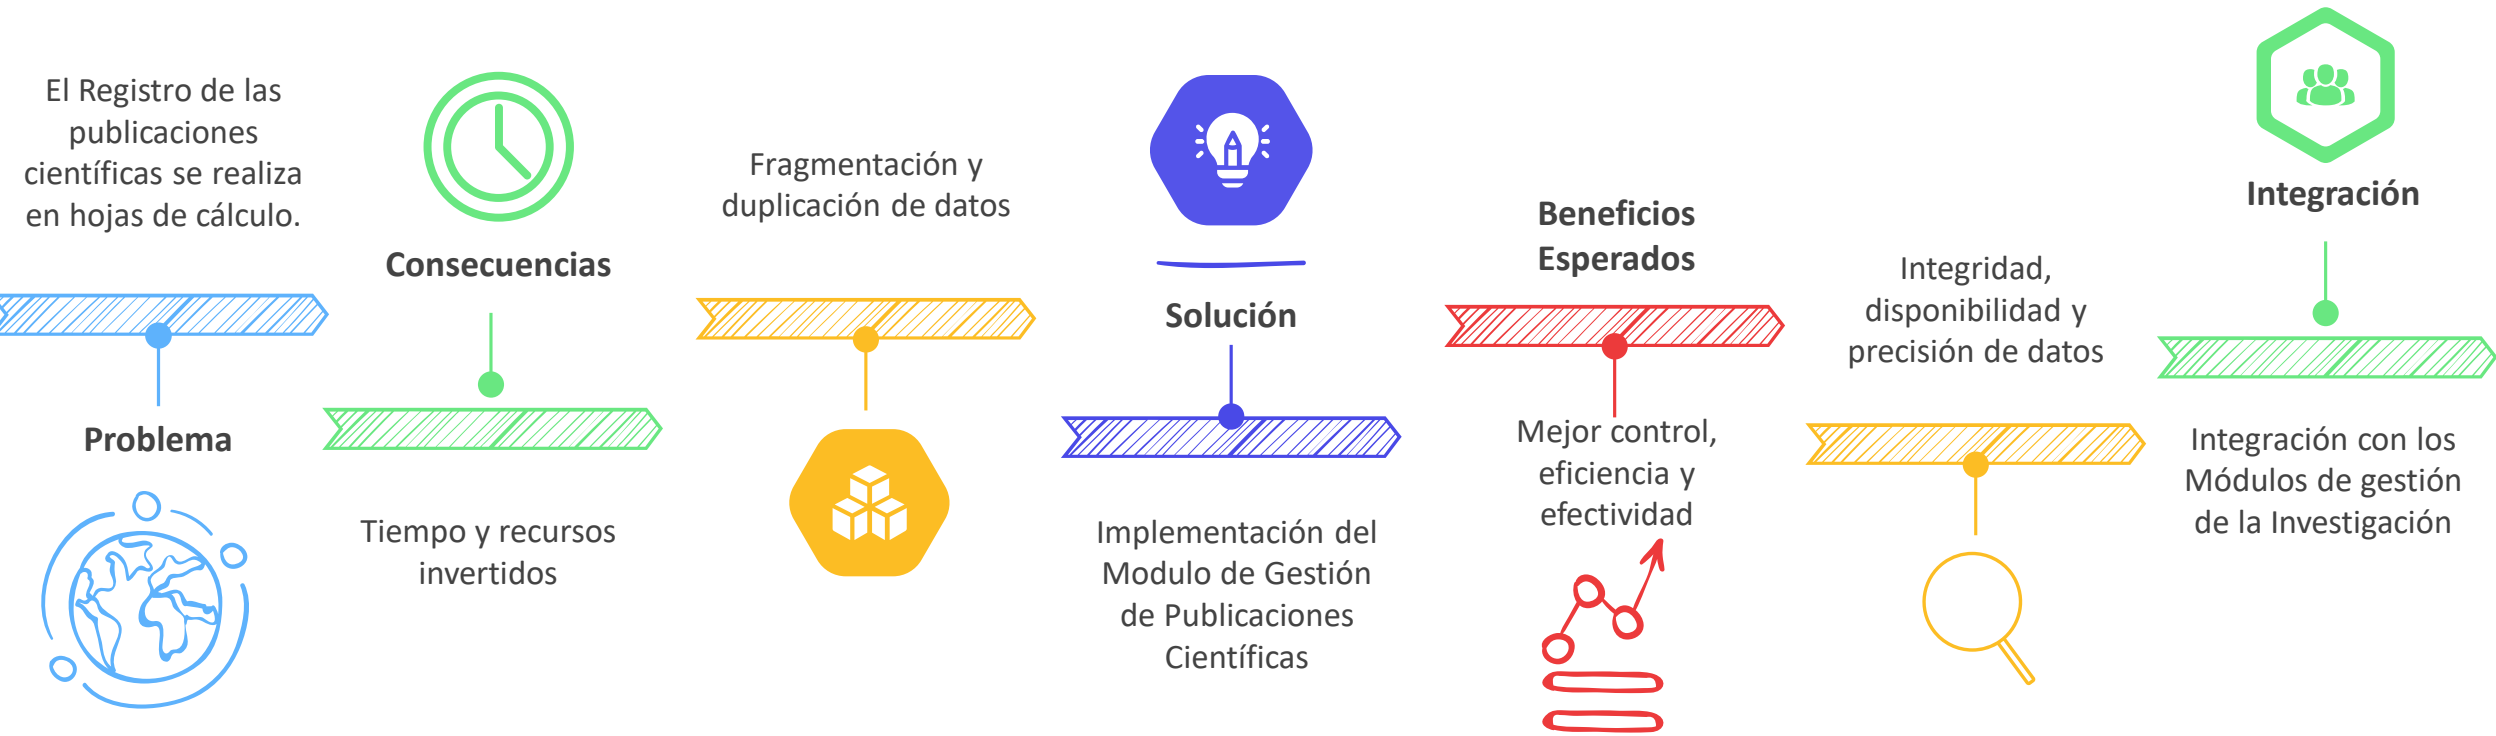 El Registro de las
publicaciones
científicas se realiza
en hojas de cálculo.
Problema
Consecuencias
Tiempo y recursos
invertidos
Fragmentación y
duplicación de datos
Solución
Implementación del
Modulo de Gestión
de Publicaciones
Científicas
Beneficios
Esperados
Mejor control,
eficiencia y
efectividad
Integridad,
disponibilidad y
precisión de datos
Integración
Integración con los
Módulos de gestión
de la Investigación